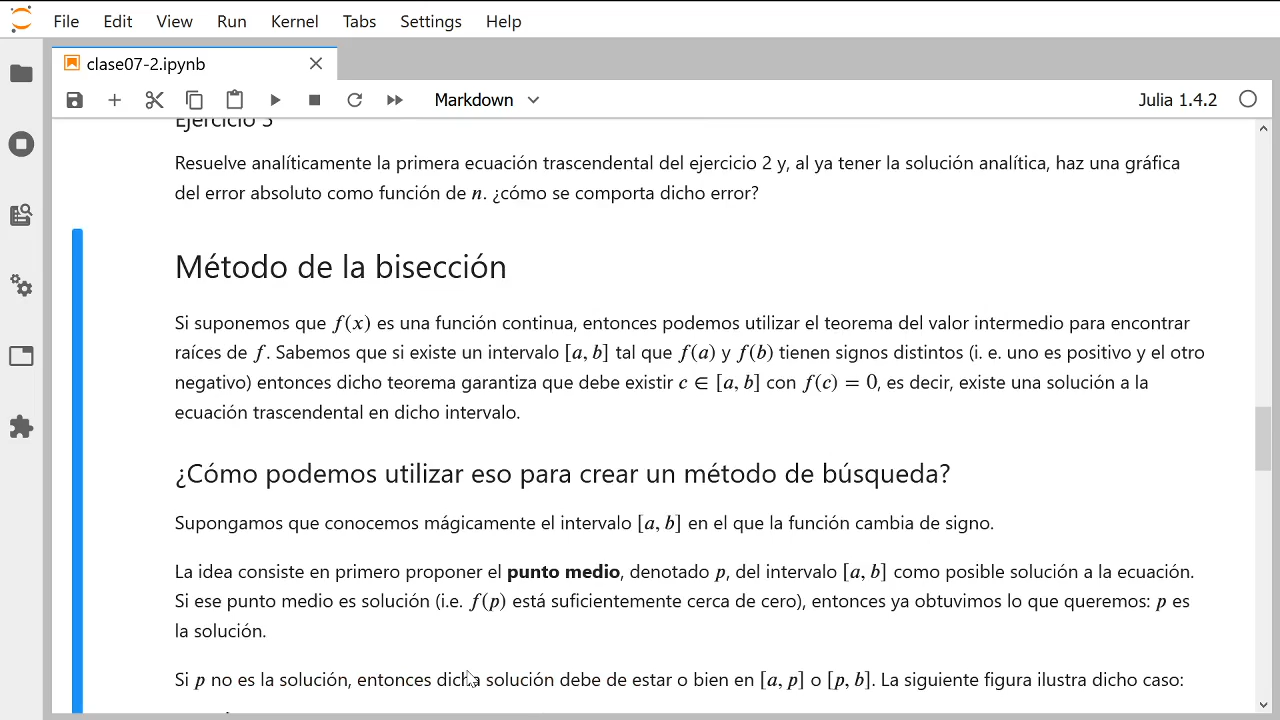 File Edit View Run Kernel Tabs Settings Help
clase07-2.ipynb
Markdown
Julia 1.4.2
Ejercicio 3
Resuelve analíticamente la primera ecuación trascendental del ejercicio 2 y, al ya tener la solución analítica, haz una gráfica
del error absoluto como función de n. ¿cómo se comporta dicho error?
Método de la bisección
Si suponemos que f(x) es una función continua, entonces podemos utilizar el teorema del valor intermedio para encontrar
raíces de f. Sabemos que si existe un intervalo [a, b] tal que f(a) y f(b) tienen signos distintos (i. e. uno es positivo y el otro
negativo) entonces dicho teorema garantiza que debe existir c ∈ [a, b] con f(c) = 0, es decir, existe una solución a la
ecuación trascendental en dicho intervalo.
¿Cómo podemos utilizar eso para crear un método de búsqueda?
Supongamos que conocemos mágicamente el intervalo [a, b] en el que la función cambia de signo.
La idea consiste en primero proponer el punto medio, denotado p, del intervalo [a, b] como posible solución a la ecuación.
Si ese punto medio es solución (i.e. f(p) está suficientemente cerca de cero), entonces ya obtuvimos lo que queremos: p es
la solución.
Si p no es la solución, entonces dicha solución debe de estar o bien en [a, p] o [p, b]. La siguiente figura ilustra dicho caso: